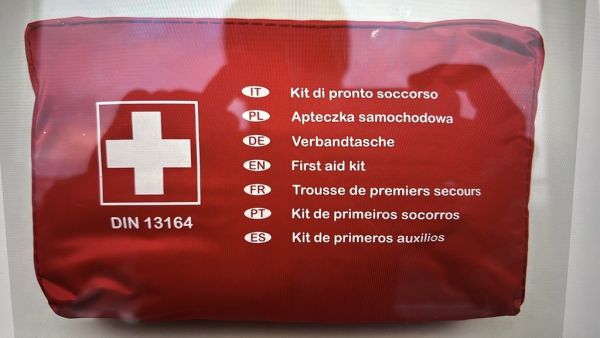 IT Kit di pronto soccorso
PL Apteczka samochodowa
DE Verbandtasche
EN First aid kit
FR Trousse de premiers secours
PT Kit de primeiros socorros
ES Kit de primeros auxilios
DIN 13164